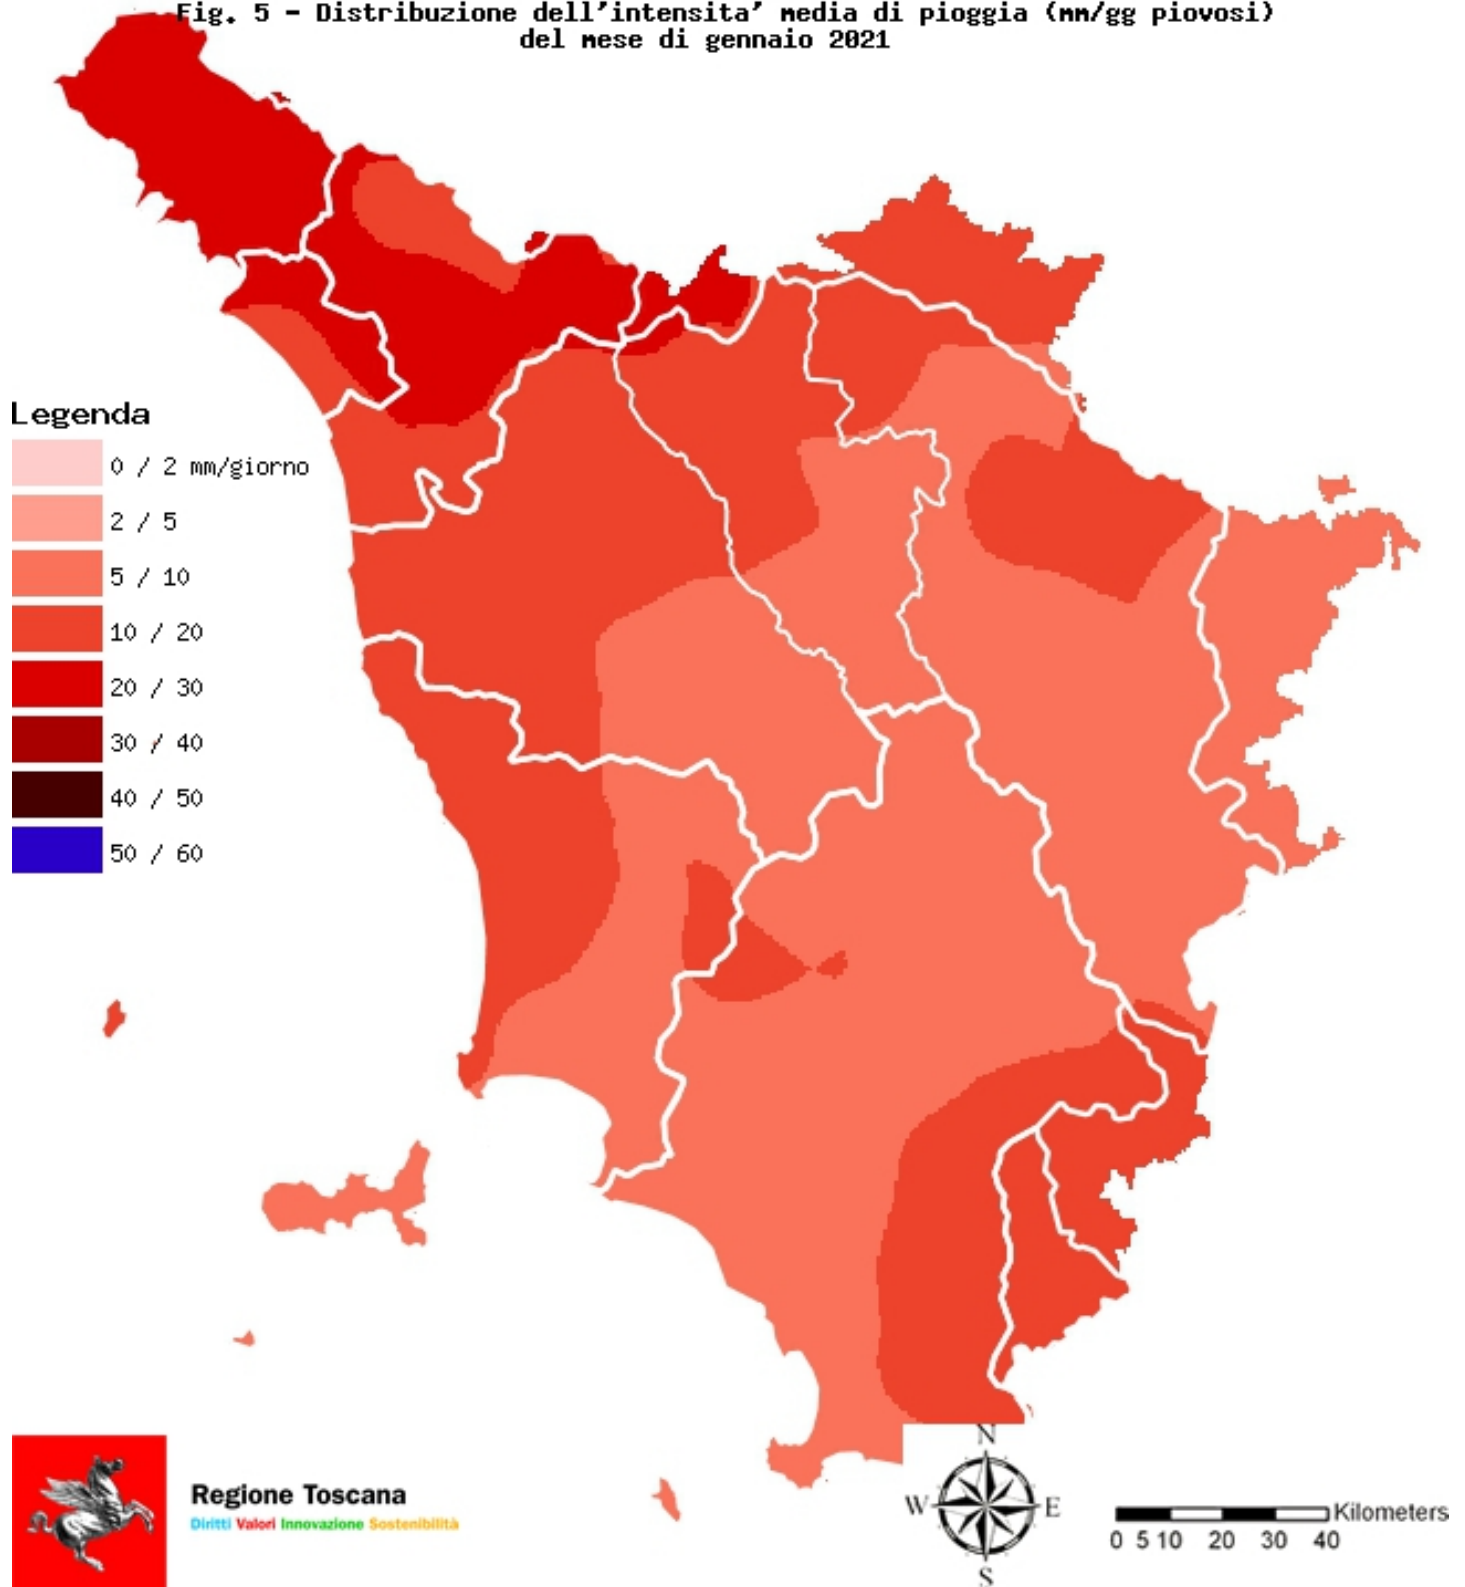 Fig. 5 - Distribuzione dell'intensita' media di pioggia (mm/gg piovosi)
del mese di gennaio 2021
Legenda
0 / 2 mm/giorno
2 / 5
5 / 10
10 / 20
20 / 30
30 / 40
40 / 50
50 / 60
Regione Toscana
Diritti Valori Innovazione Sostenibilità
N
W E
S
Kilometers
0 5 10 20 30 40